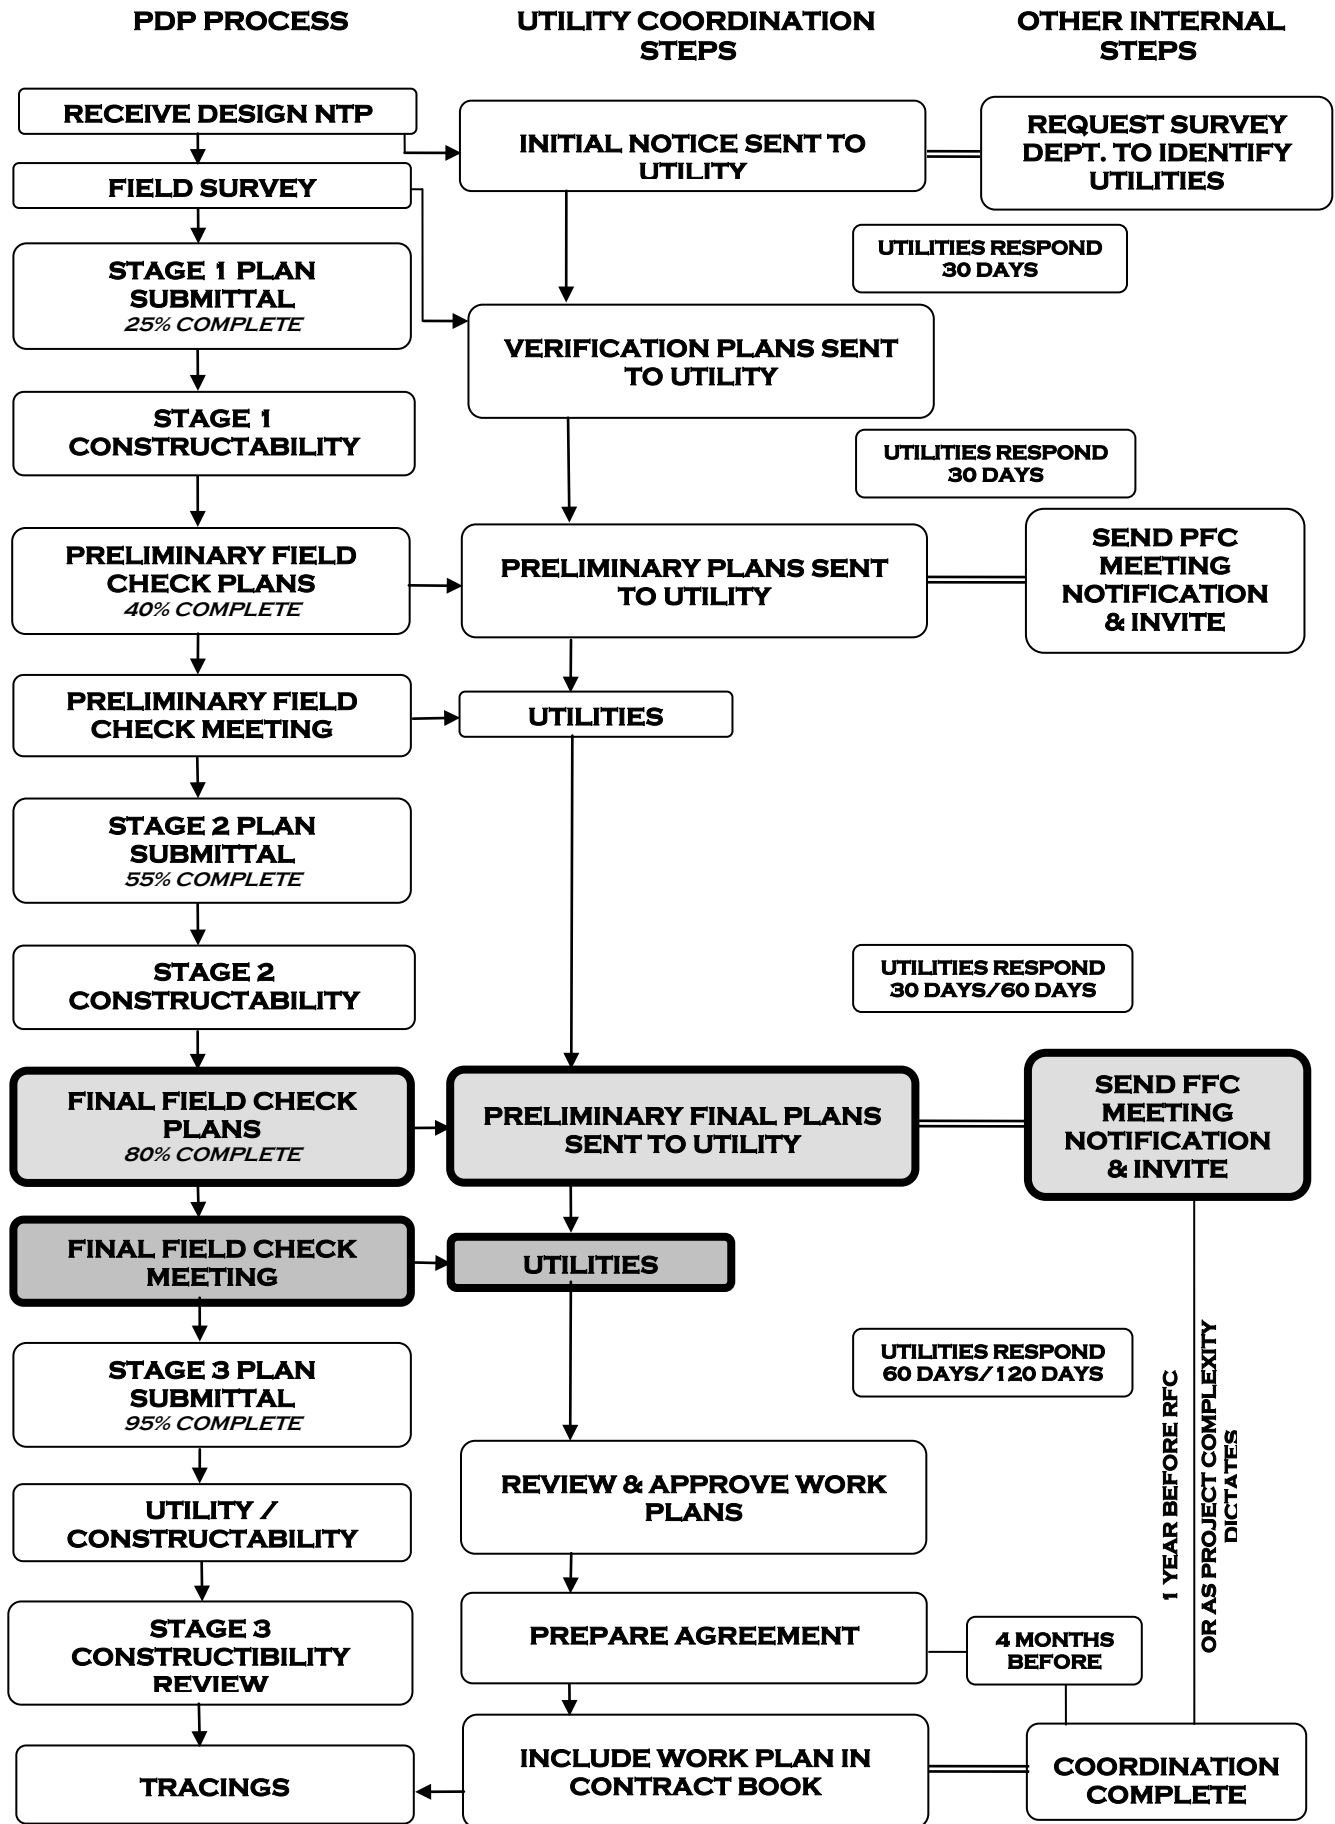 PDP PROCESS
UTILITY COORDINATION
STEPS
OTHER INTERNAL
STEPS
RECEIVE DESIGN NTP
INITIAL NOTICE SENT TO
UTILITY
REQUEST SURVEY
DEPT. TO IDENTIFY
UTILITIES
FIELD SURVEY
UTILITIES RESPOND
30 DAYS
STAGE 1 PLAN
SUBMITTAL
25% COMPLETE
VERIFICATION PLANS SENT
TO UTILITY
STAGE 1
CONSTRUCTABILITY
UTILITIES RESPOND
30 DAYS
PRELIMINARY FIELD
CHECK PLANS
40% COMPLETE
PRELIMINARY PLANS SENT
TO UTILITY
SEND PFC
MEETING
NOTIFICATION
& INVITE
PRELIMINARY FIELD
CHECK MEETING
UTILITIES
STAGE 2 PLAN
SUBMITTAL
55% COMPLETE
STAGE 2
CONSTRUCTABILITY
UTILITIES RESPOND
30 DAYS/60 DAYS
FINAL FIELD CHECK
PLANS
80% COMPLETE
PRELIMINARY FINAL PLANS
SENT TO UTILITY
SEND FFC
MEETING
NOTIFICATION
& INVITE
FINAL FIELD CHECK
MEETING
UTILITIES
UTILITIES RESPOND
60 DAYS/120 DAYS
STAGE 3 PLAN
SUBMITTAL
95% COMPLETE
REVIEW & APPROVE WORK
PLANS
1 YEAR BEFORE RFC
OR AS PROJECT COMPLEXITY
DICTATES
UTILITY /
CONSTRUCTABILITY
STAGE 3
CONSTRUCTIBILITY
REVIEW
PREPARE AGREEMENT
4 MONTHS
BEFORE
TRACINGS
INCLUDE WORK PLAN IN
CONTRACT BOOK
COORDINATION
COMPLETE